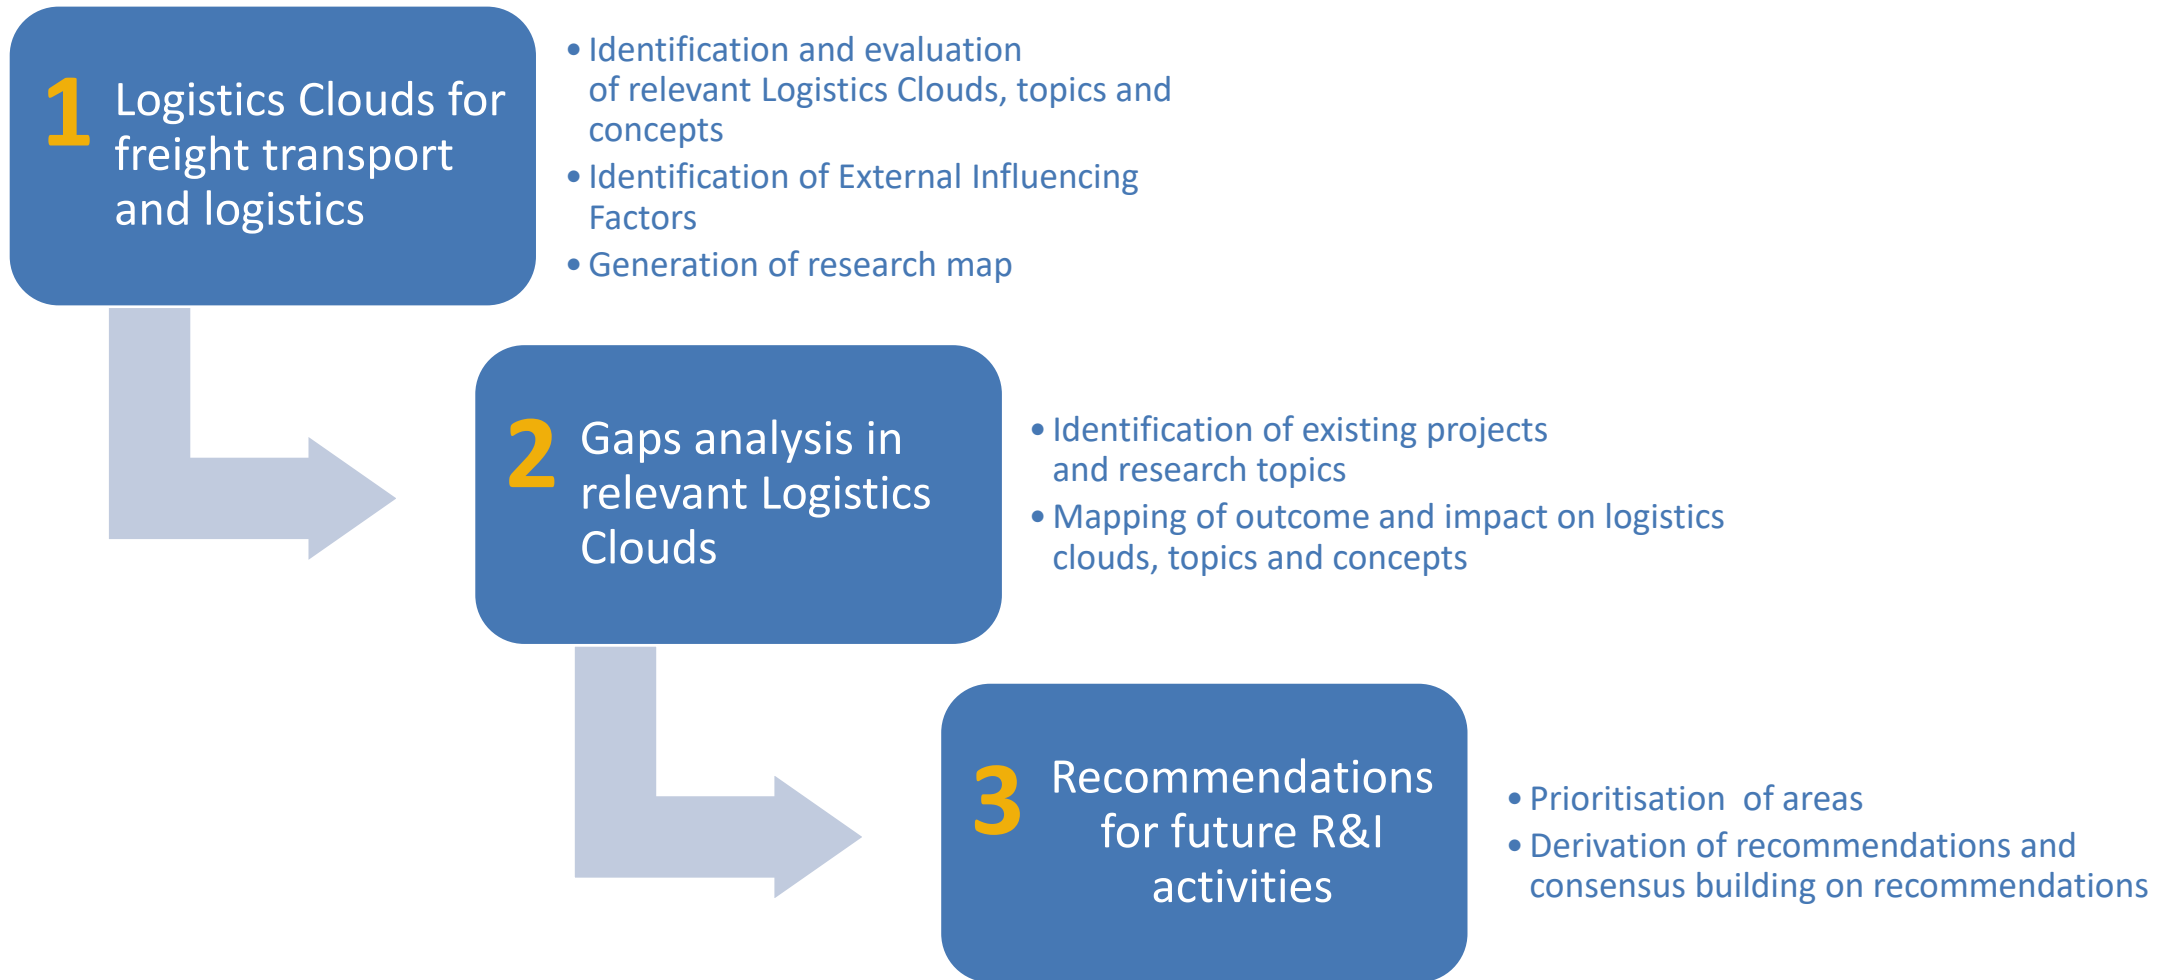 1
Logistics Clouds for
freight transport
and logistics
• Identification and evaluation
of relevant Logistics Clouds, topics and
concepts
• Identification of External Influencing
Factors
• Generation of research map
2
Gaps analysis in
relevant Logistics
Clouds
• Identification of existing projects
and research topics
• Mapping of outcome and impact on logistics
clouds, topics and concepts
3
Recommendations
for future R&I
activities
• Prioritisation  of areas
• Derivation of recommendations and
consensus building on recommendations